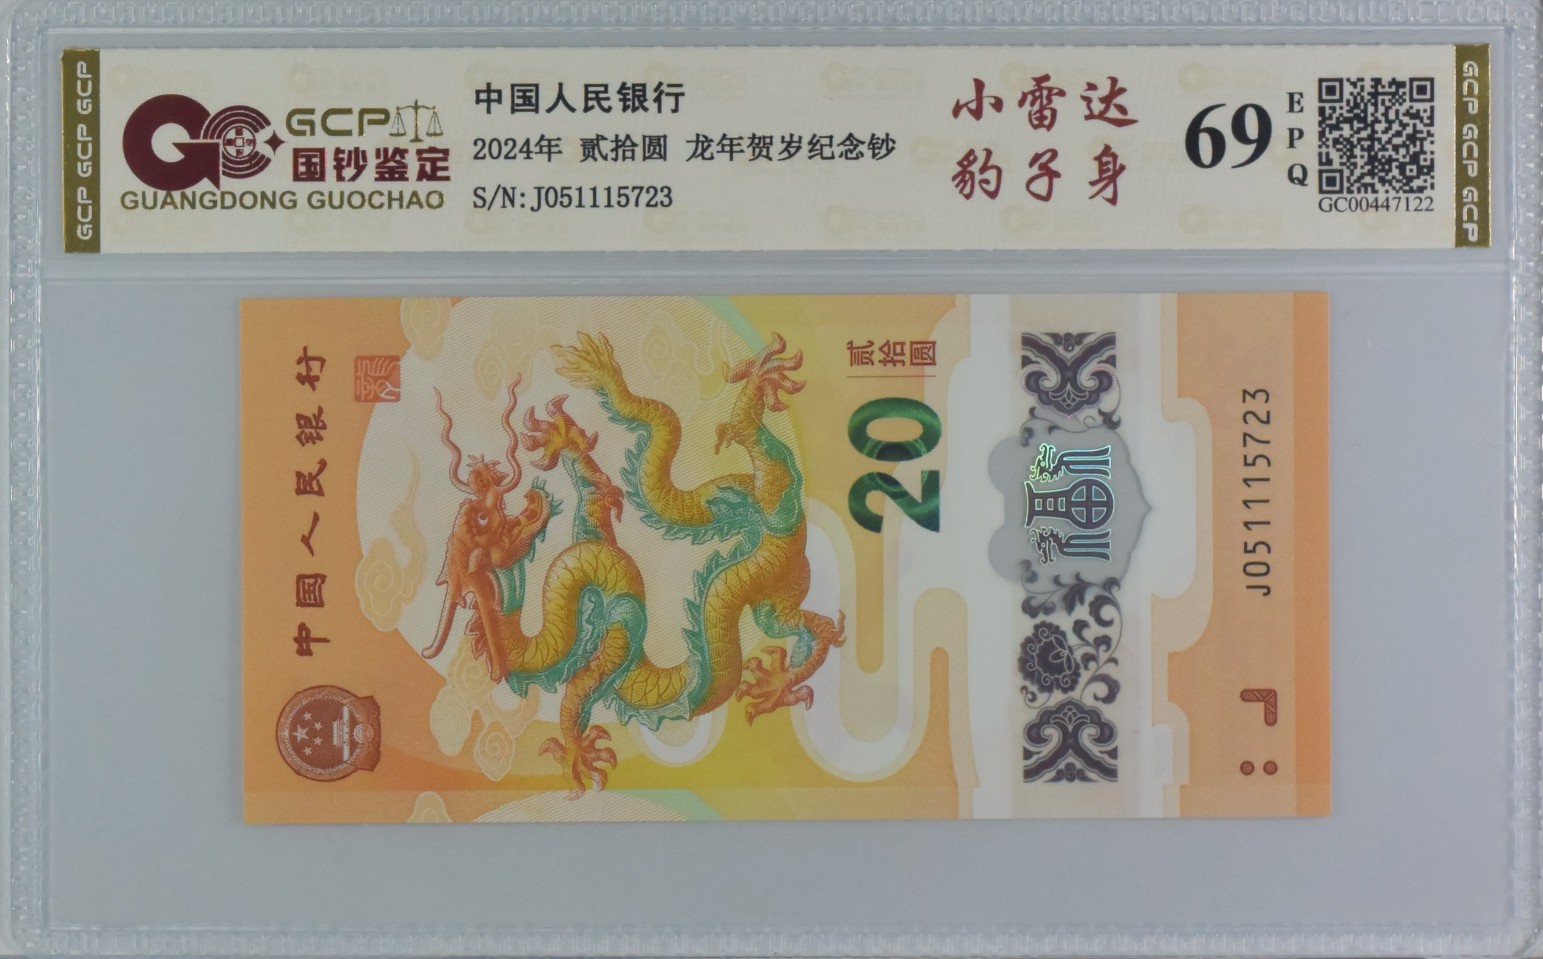 GCP GCP GCP
GCP
国钞鉴定
GUANGDONG GUOCHAO
中国人民银行
2024年 贰拾圆 龙年贺岁纪念钞
S/N:J051115723
小雷达
豹子身
69
EPQ
GC00447122
GCP GCP GCP
中国人民银行
贰拾圆
20
福
J051115723